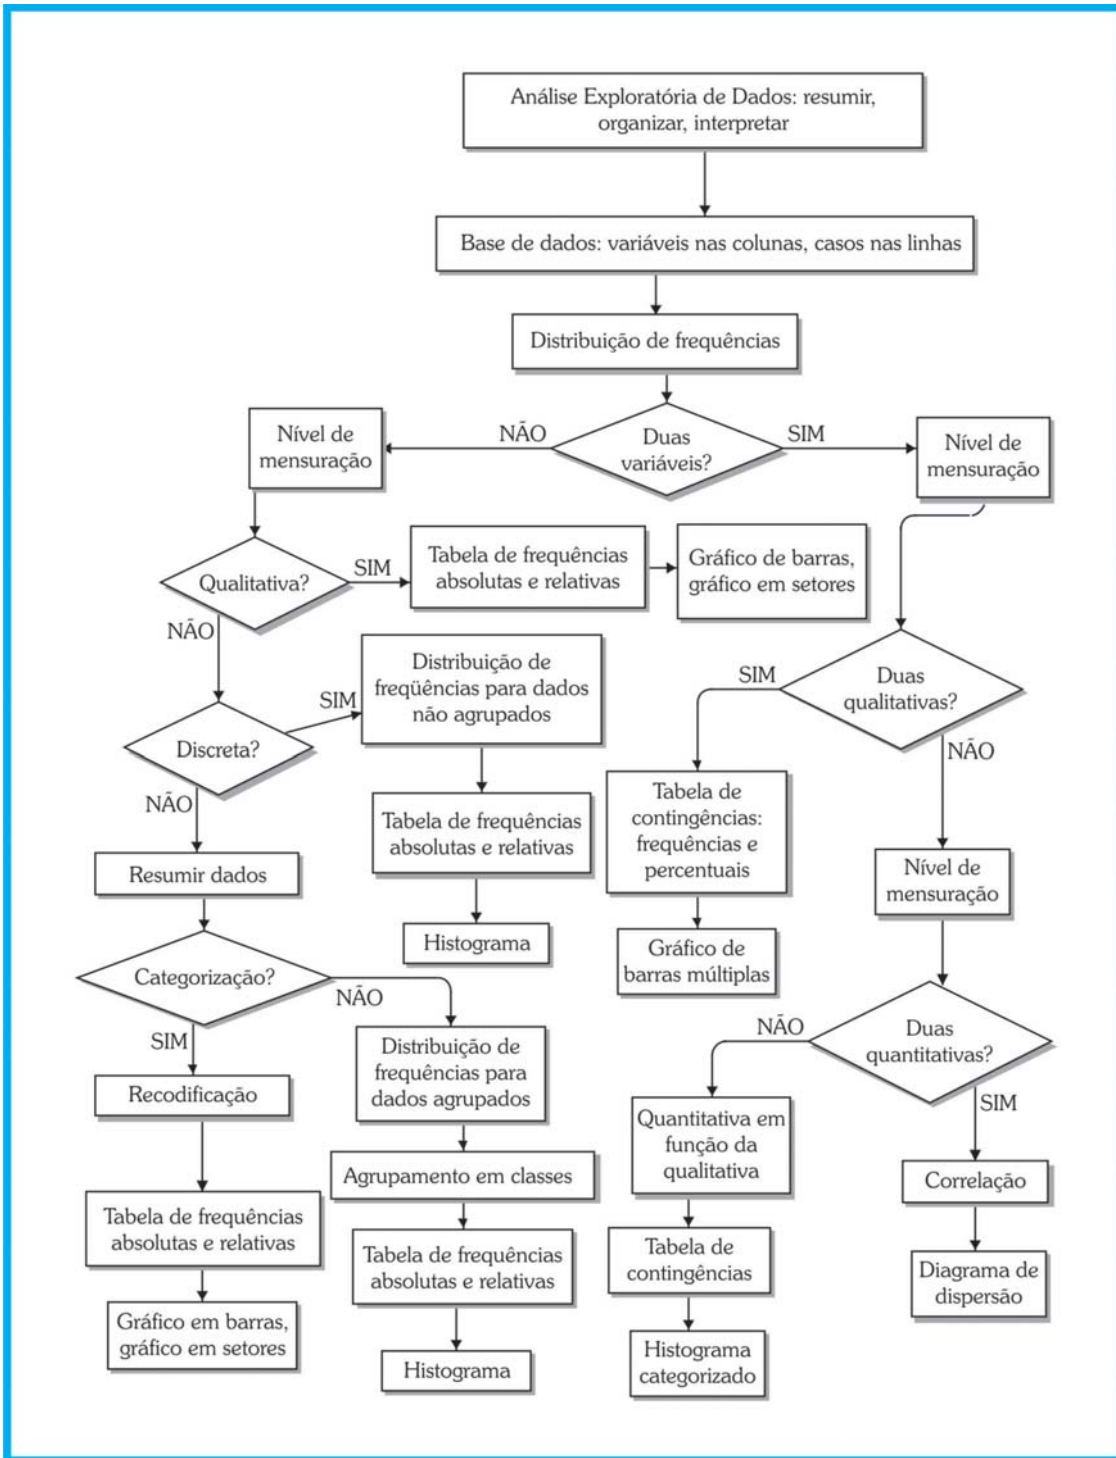 Análise Exploratória de Dados: resumir,
organizar, interpretar
Base de dados: variáveis nas colunas, casos nas linhas
Distribuição de frequências
Duas
variáveis?
NÃO
SIM
Nível de
mensuração
Nível de
mensuração
Qualitativa?
SIM
Tabela de frequências
absolutas e relativas
Gráfico de barras,
gráfico em setores
NÃO
Discreta?
SIM
Distribuição de
freqüências para dados
não agrupados
Tabela de frequências
absolutas e relativas
Histograma
NÃO
Resumir dados
Categorização?
SIM
Recodificação
Tabela de frequências
absolutas e relativas
Gráfico em barras,
gráfico em setores
NÃO
Distribuição de
frequências para
dados agrupados
Agrupamento em classes
Tabela de frequências
absolutas e relativas
Histograma
Duas
qualitativas?
SIM
Tabela de
contingências:
frequências e
percentuais
Gráfico de
barras múltiplas
NÃO
Nível de
mensuração
Duas
quantitativas?
NÃO
Quantitativa em
função da
qualitativa
Tabela de
contingências
Histograma
categorizado
SIM
Correlação
Diagrama de
dispersão